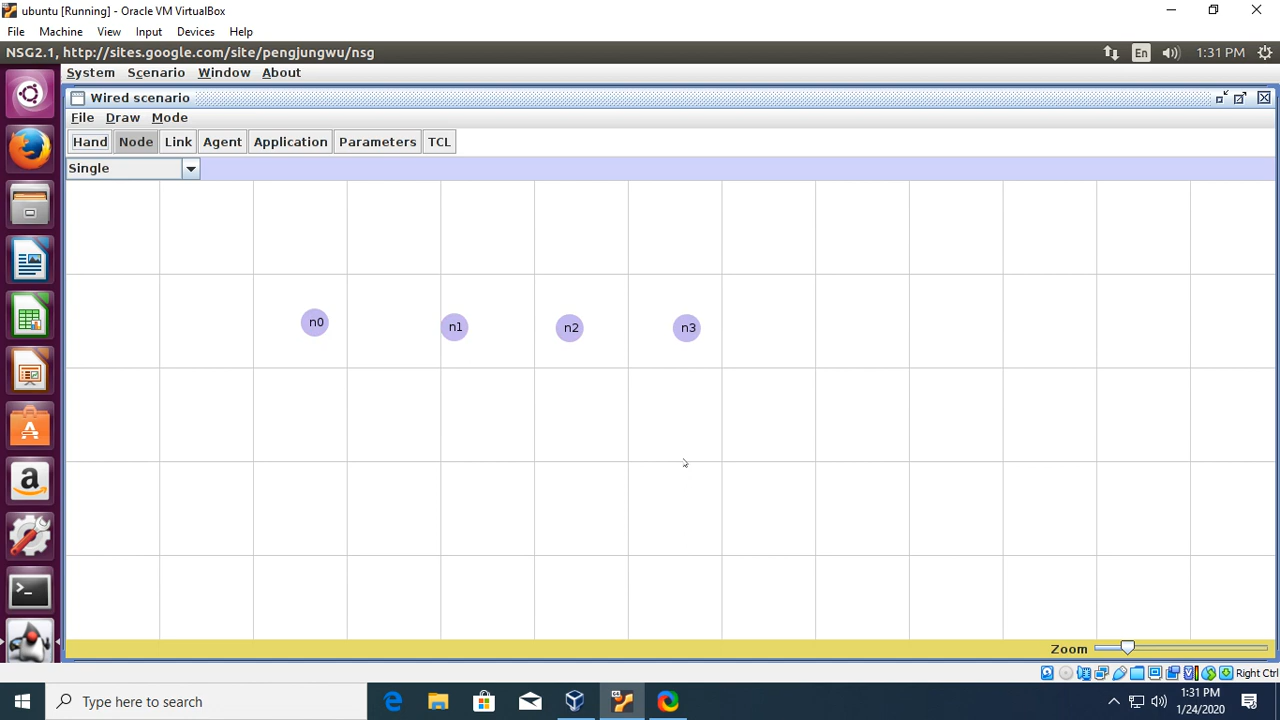 ubuntu [Running] - Oracle VM VirtualBox
File Machine View Input Devices Help
NSG2.1, http://sites.google.com/site/pengjungwu/nsg En 1:31 PM
System Scenario Window About
Wired scenario
File Draw Mode
Hand Node Link Agent Application Parameters TCL
Single
n0 n1 n2 n3
Zoom
Right Ctrl
Type here to search
1:31 PM
1/24/2020